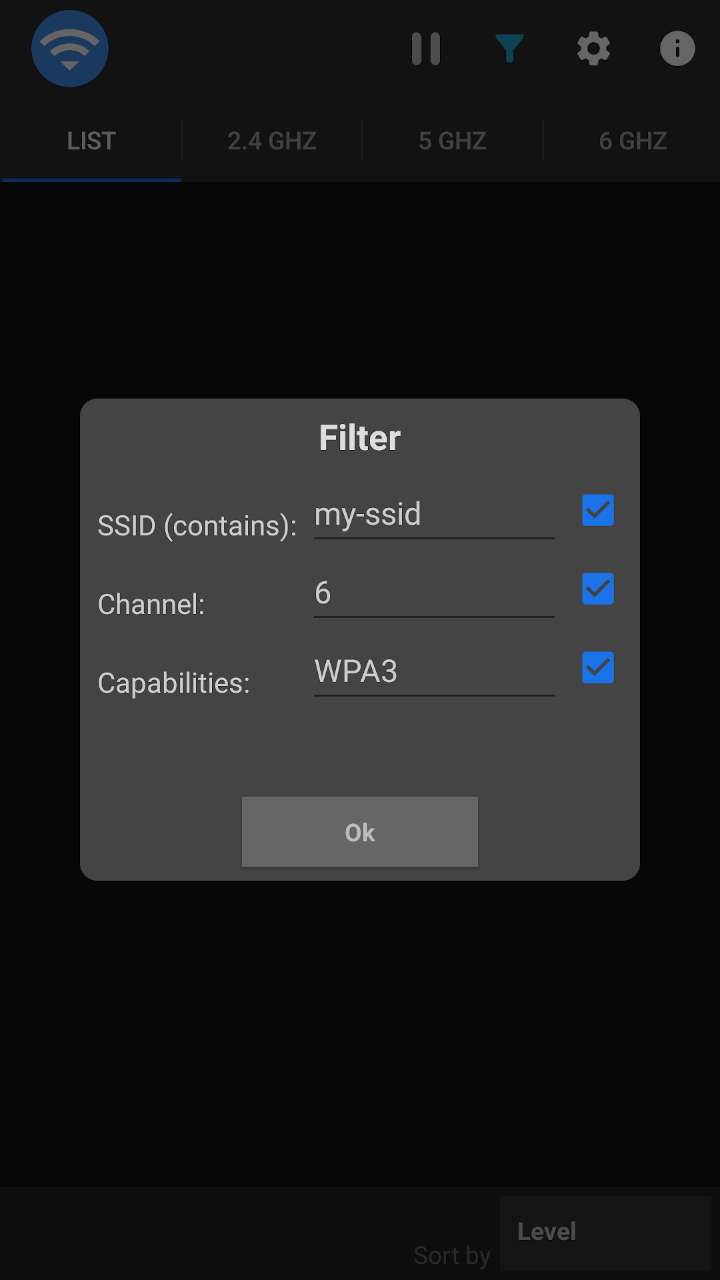 LIST
2.4 GHZ
5 GHZ
6 GHZ
Filter
SSID (contains): my-ssid
Channel: 6
Capabilities: WPA3
Ok
Sort by Level